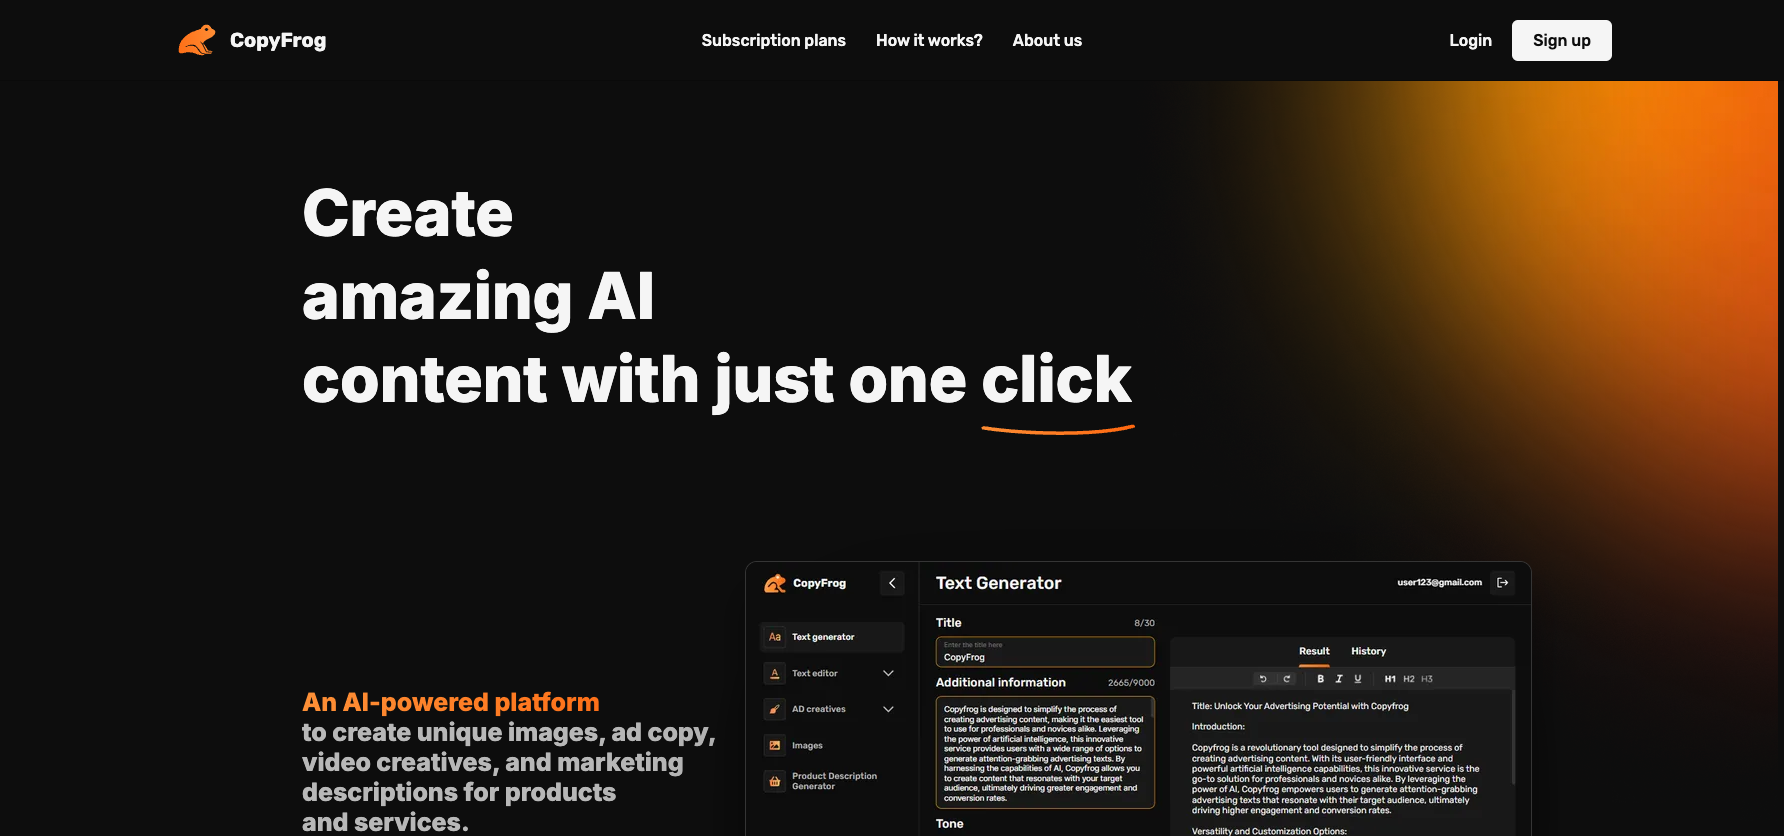 CopyFrog
Subscription plans
How it works?
About us
Login
Sign up
Create
amazing AI
content with just one click
An AI-powered platform
to create unique images, ad copy,
video creatives, and marketing
descriptions for products
and services.
CopyFrog
Aa Text generator
A Text editor
AD creatives
Images
Product Description
Generator
Text Generator
user123@gmail.com
Title 8/30
Enter the title here
CopyFrog
Additional information 2665/9000
Copyfrog is designed to simplify the process of
creating advertising content, making it the easiest tool
to use for professionals and novices alike. Leveraging
the power of artificial intelligence, this innovative
service provides users with a wide range of options to
generate attention-grabbing advertising texts. By
harnessing the capabilities of AI, Copyfrog allows you
to create content that resonates with your target
audience, ultimately driving greater engagement and
conversion rates.
Tone
Result History
B I U H1 H2 H3
Title: Unlock Your Advertising Potential with Copyfrog
Introduction:
Copyfrog is a revolutionary tool designed to simplify the process of
creating advertising content. With its user-friendly interface and
powerful artificial intelligence capabilities, this innovative service is the
go-to solution for professionals and novices alike. By leveraging the
power of AI, Copyfrog empowers users to generate attention-grabbing
advertising texts that resonate with their target audience, ultimately
driving higher engagement and conversion rates.
Versatility and Customization Options: